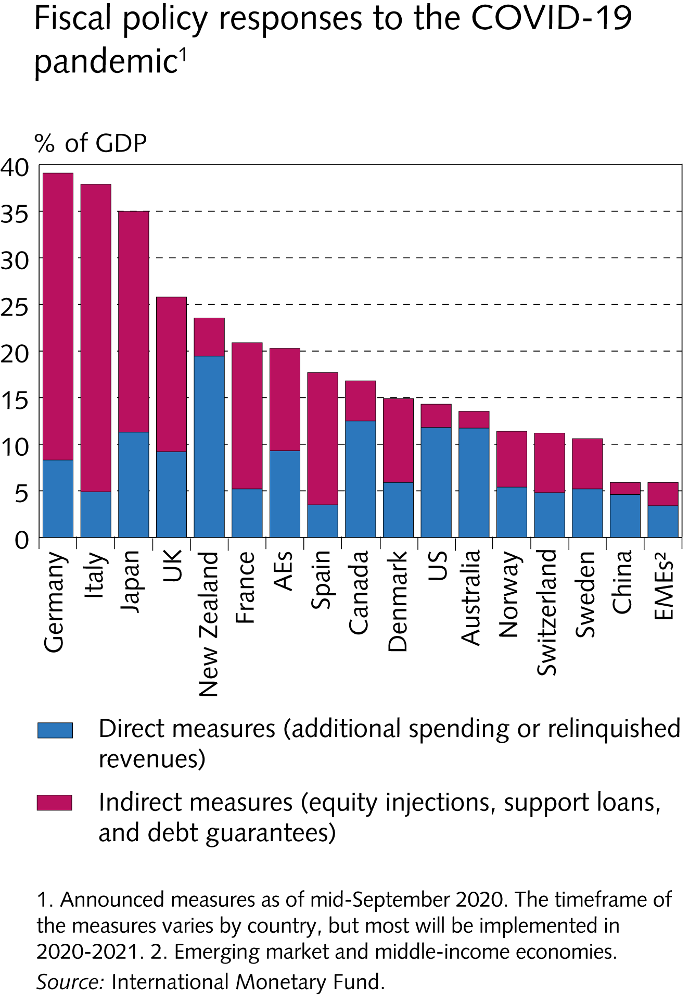 Fiscal policy responses to the COVID-19
pandemic¹
% of GDP
40
35
30
25
20
15
10
5
0
Germany
Italy
Japan
UK
New Zealand
France
AEs
Spain
Canada
Denmark
US
Australia
Norway
Switzerland
Sweden
China
EMEs²
Direct measures (additional spending or relinquished
revenues)
Indirect measures (equity injections, support loans,
and debt guarantees)
1. Announced measures as of mid-September 2020. The timeframe of
the measures varies by country, but most will be implemented in
2020-2021. 2. Emerging market and middle-income economies.
Source: International Monetary Fund.